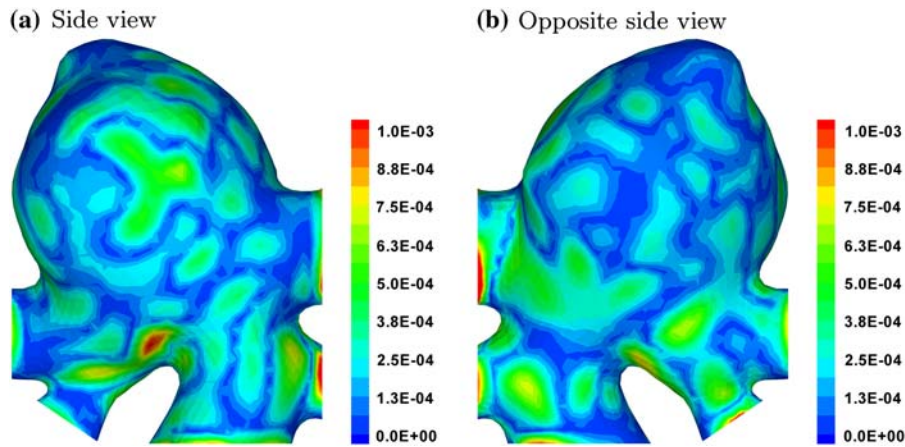 (a) Side view
(b) Opposite side view
1.0E-03
8.8E-04
7.5E-04
6.3E-04
5.0E-04
3.8E-04
2.5E-04
1.3E-04
0.0E+00
1.0E-03
8.8E-04
7.5E-04
6.3E-04
5.0E-04
3.8E-04
2.5E-04
1.3E-04
0.0E+00